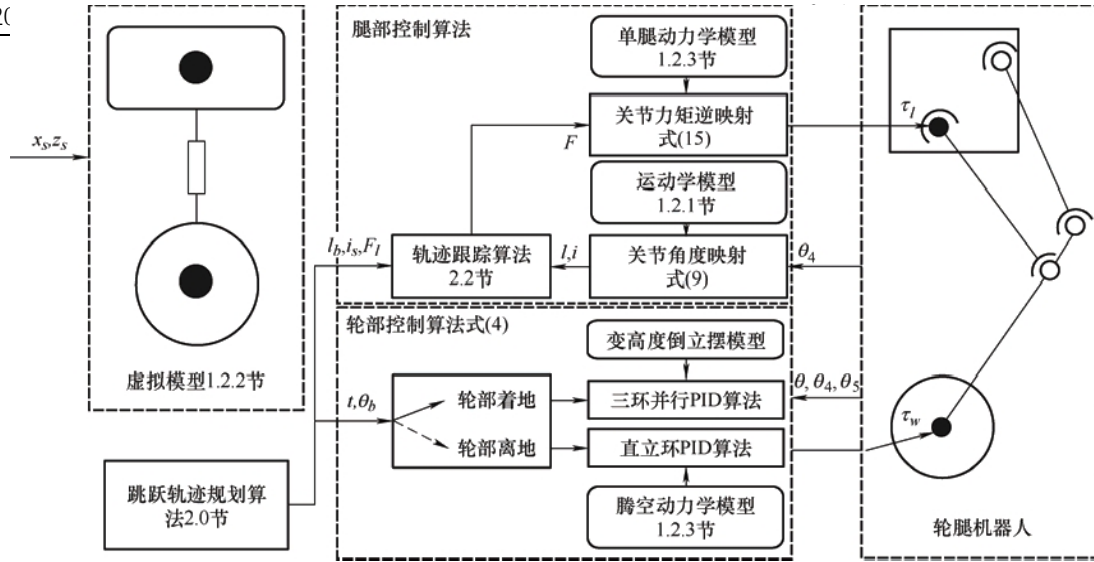 20
腿部控制算法
单腿动力学模型
1.2.3节
关节力矩逆映射
式(15)
F
τl
xs,zs
运动学模型
1.2.1节
lb,is,Fl
轨迹跟踪算法
2.2节
l,i
关节角度映射
式(9)
θ4
虚拟模型1.2.2节
轮部控制算法式(4)
变高度倒立摆模型
t,θb
轮部着地
三环并行PID算法
θ, θ4, θ5
轮部离地
直立环PID算法
τw
跳跃轨迹规划算
法2.0节
腾空动力学模型
1.2.3节
轮腿机器人